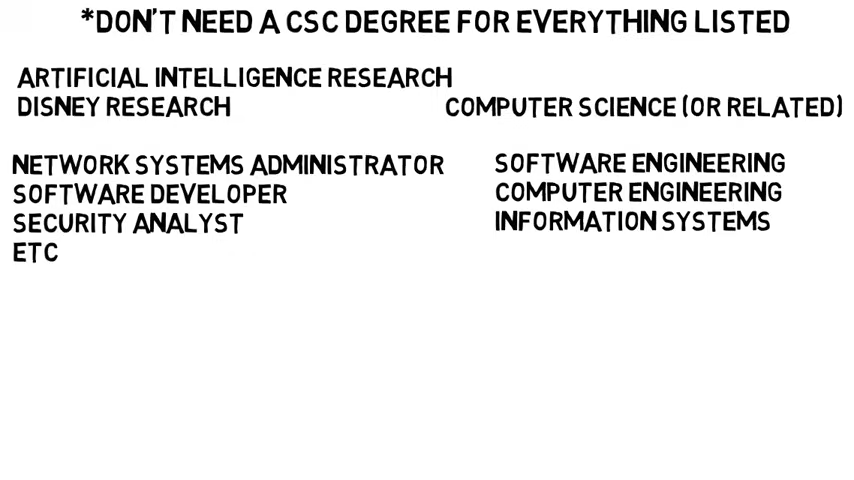 *DON'T NEED A CSC DEGREE FOR EVERYTHING LISTED
ARTIFICIAL INTELLIGENCE RESEARCH
DISNEY RESEARCH
COMPUTER SCIENCE (OR RELATED)
NETWORK SYSTEMS ADMINISTRATOR
SOFTWARE DEVELOPER
SECURITY ANALYST
ETC
SOFTWARE ENGINEERING
COMPUTER ENGINEERING
INFORMATION SYSTEMS